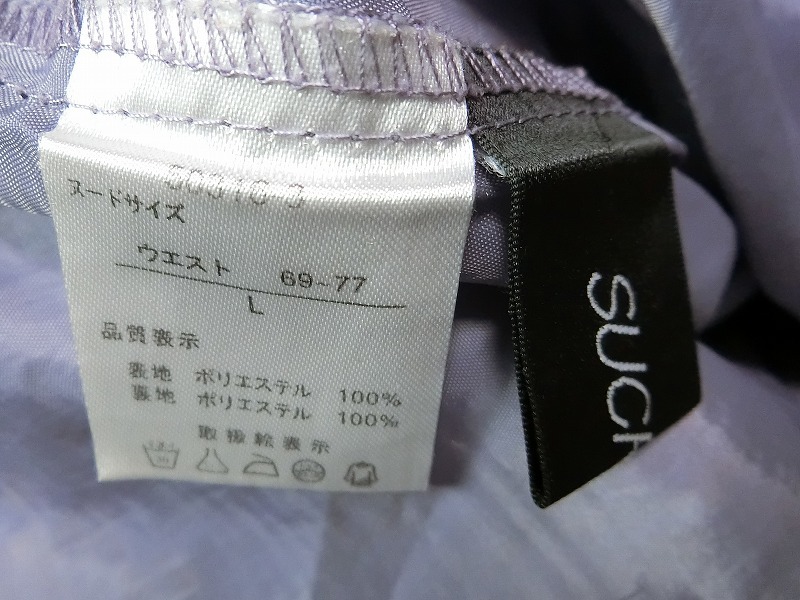 ヌードサイズ
ウエスト 69~77
L
品質表示
表地 ポリエステル 100%
裏地 ポリエステル 100%
取扱絵表示
SUC